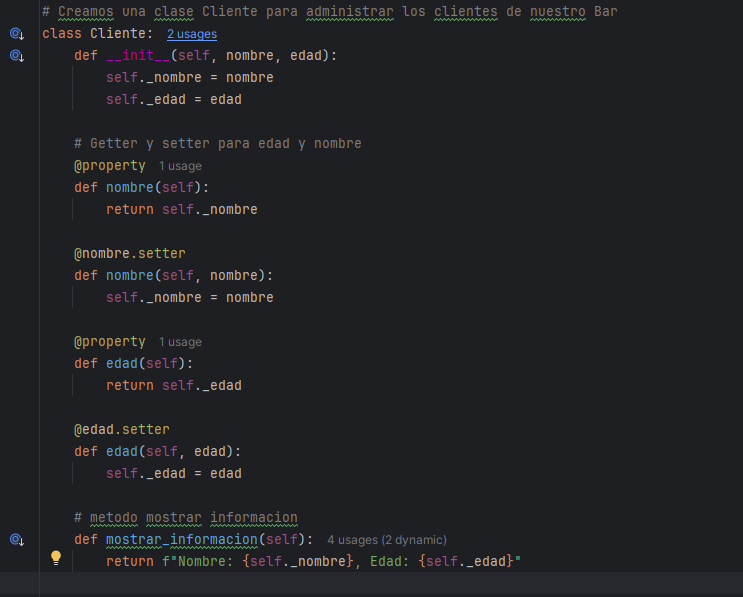 # Creamos una clase Cliente para administrar los clientes de nuestro Bar
class Cliente: 2 usages
def __init__(self, nombre, edad):
self._nombre = nombre
self._edad = edad
# Getter y setter para edad y nombre
@property 1 usage
def nombre(self):
return self._nombre
@nombre.setter
def nombre(self, nombre):
self._nombre = nombre
@property 1 usage
def edad(self):
return self._edad
@edad.setter
def edad(self, edad):
self._edad = edad
# metodo mostrar informacion
def mostrar_informacion(self): 4 usages (2 dynamic)
return f"Nombre: {self._nombre}, Edad: {self._edad}"